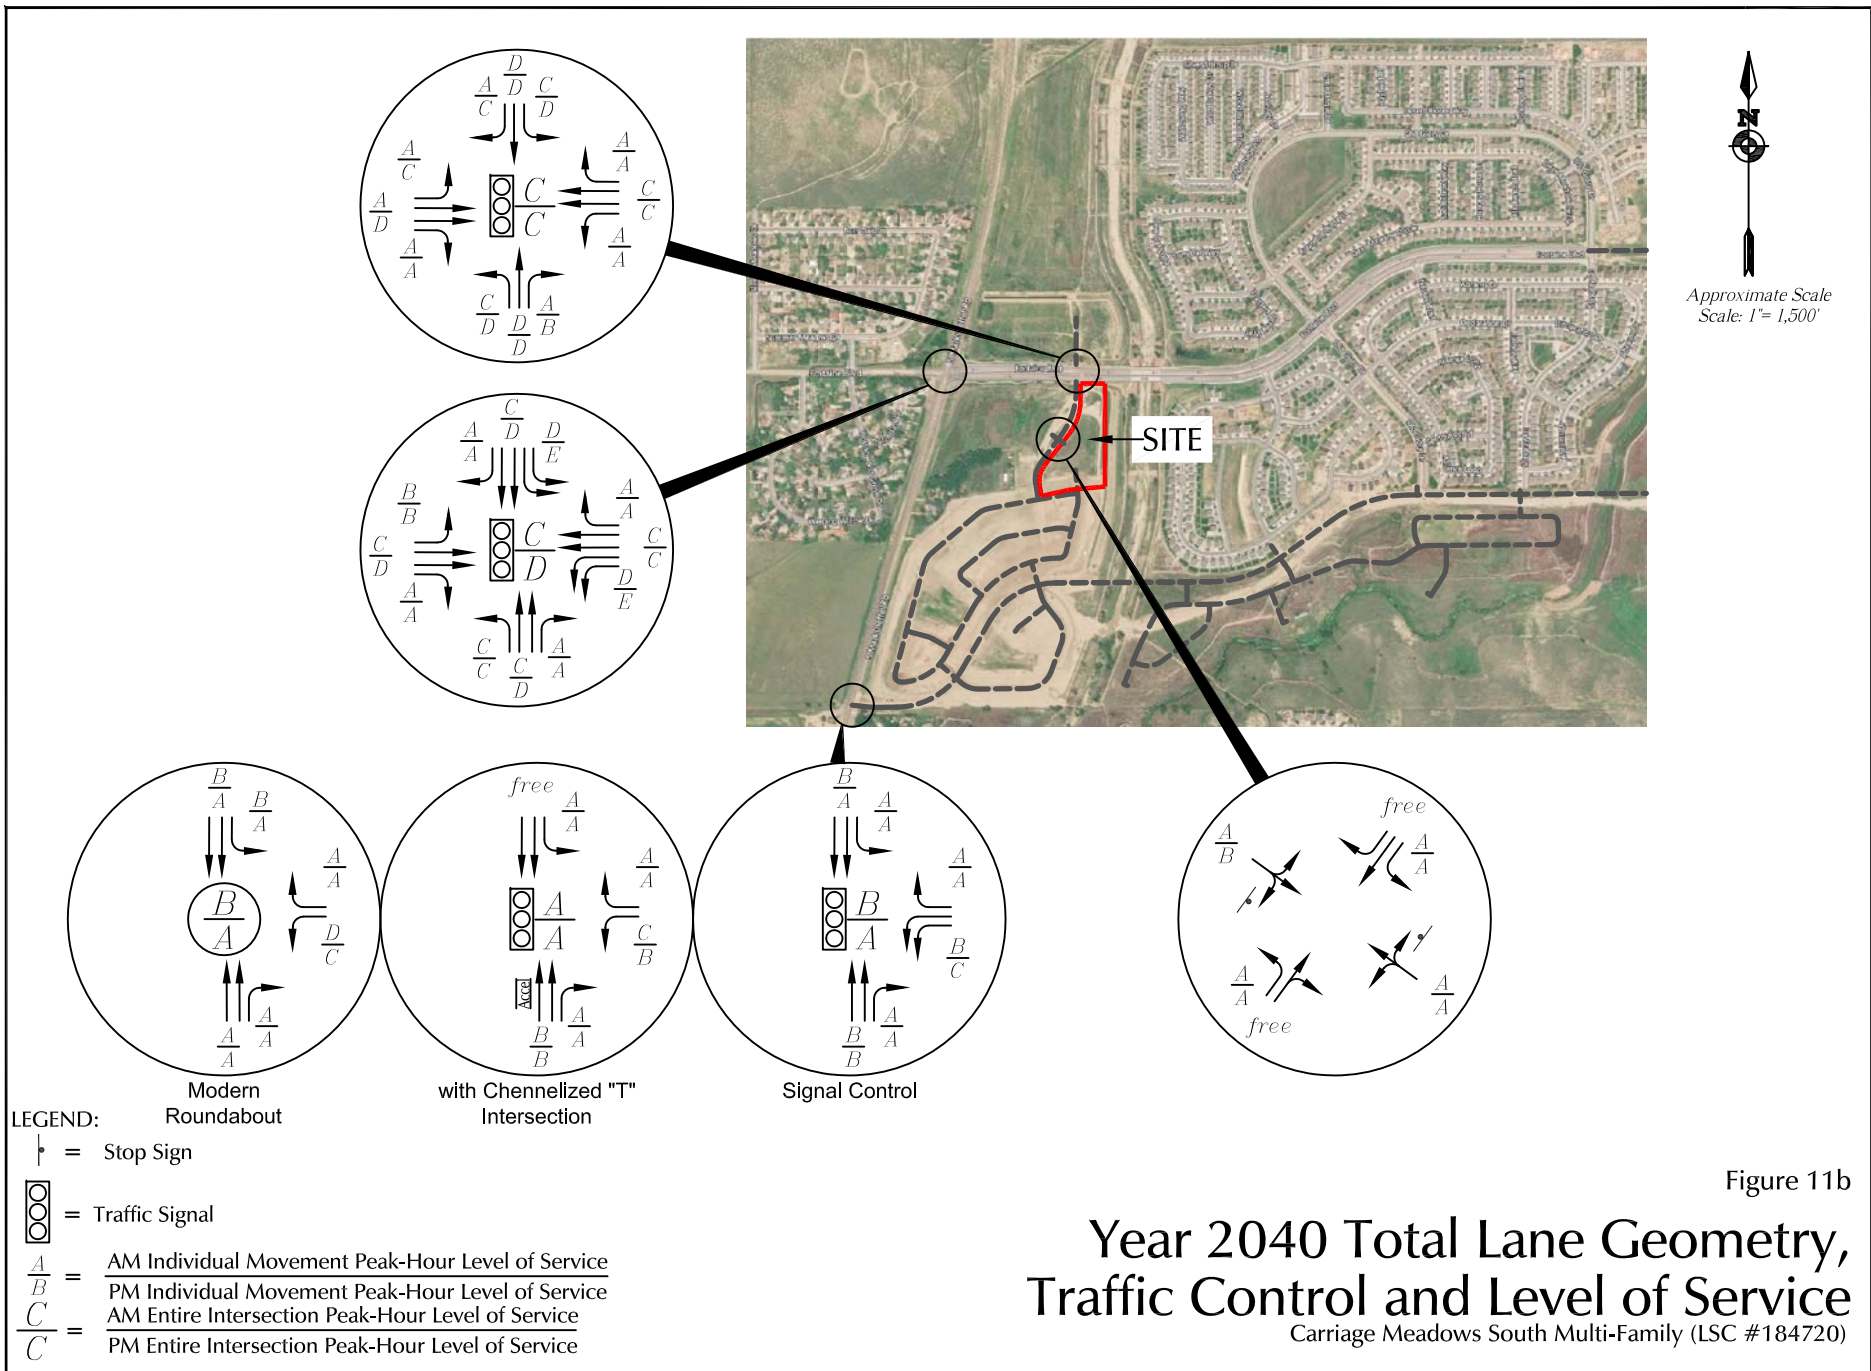 D
D
A
C
C
D
A
C
A
A
A
D
C
C
C
C
A
A
A
A
C
D
D
D
A
B
N
Approximate Scale
Scale: 1"= 1,500'
SITE
C
D
A
A
D
E
B
B
A
A
C
D
C
D
C
C
A
A
D
E
C
C
C
D
A
A
B
A
B
A
A
A
B
A
D
C
A
A
A
A
Modern
Roundabout
free
A
A
A
A
A
A
C
B
Accel
B
B
A
A
with Chennelized "T"
Intersection
B
A
A
A
A
A
B
A
B
C
B
B
A
A
Signal Control
free
A
B
A
A
A
A
free
A
A
LEGEND:
= Stop Sign
= Traffic Signal
A
B
=
AM Individual Movement Peak-Hour Level of Service
PM Individual Movement Peak-Hour Level of Service
C
C
=
AM Entire Intersection Peak-Hour Level of Service
PM Entire Intersection Peak-Hour Level of Service
Figure 11b
Year 2040 Total Lane Geometry,
Traffic Control and Level of Service
Carriage Meadows South Multi-Family (LSC #184720)